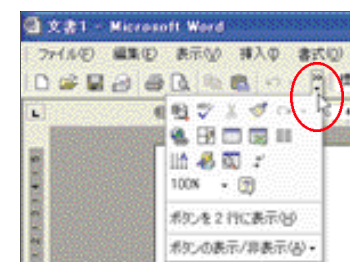 文書1 - Microsoft Word
ファイル(F) 編集(E) 表示(V) 挿入(I) 書式(O)
100%
ボタンを 2 行に表示(H)
ボタンの表示/非表示(A)